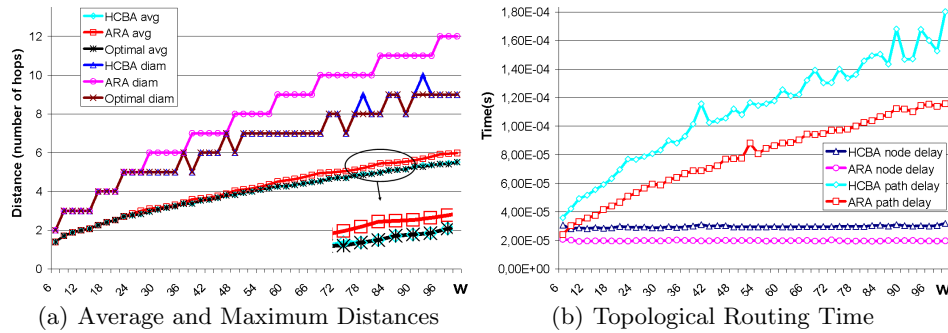 HCBA avg
ARA avg
Optimal avg
HCBA diam
ARA diam
Optimal diam
Distance (number of hops)
12
10
8
6
4
2
0
6 12 18 24 30 36 42 48 54 60 66 72 78 84 90 96 W
(a) Average and Maximum Distances
Time(s)
1,80E-04
1,60E-04
1,40E-04
1,20E-04
1,00E-04
8,00E-05
6,00E-05
4,00E-05
2,00E-05
0,00E+00
HCBA node delay
ARA node delay
HCBA path delay
ARA path delay
6 12 18 24 30 36 42 48 54 60 66 72 78 84 90 96 W
(b) Topological Routing Time